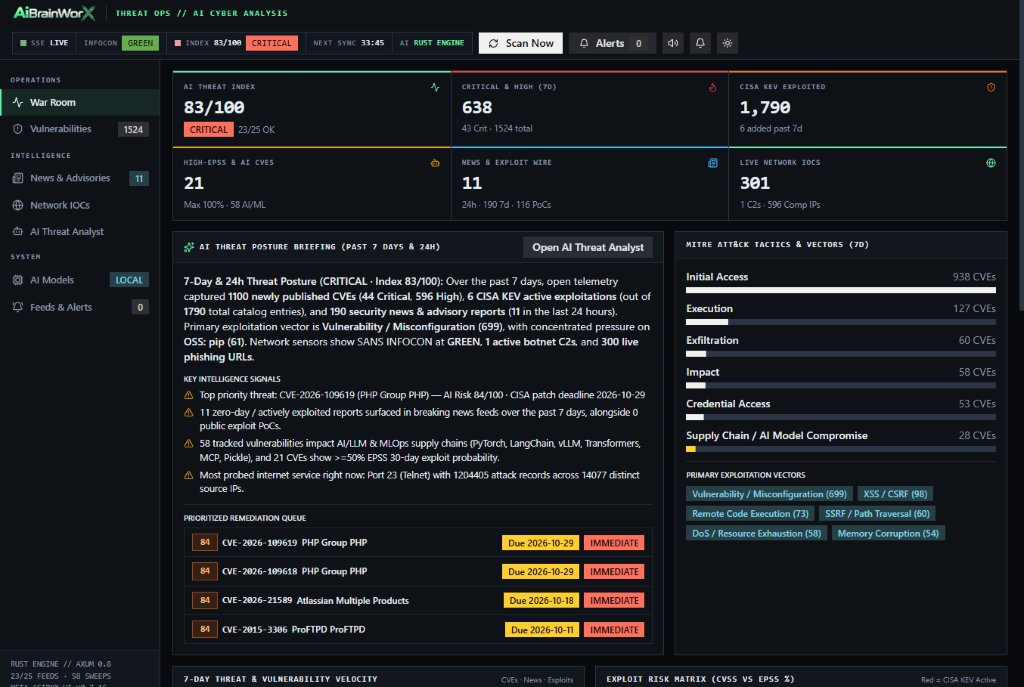 AiBrainWorX
THREAT OPS // AI CYBER ANALYSIS
SSE LIVE
INFOCON GREEN
INDEX 83/100 CRITICAL
NEXT SYNC 33:45
AI RUST ENGINE
Scan Now
Alerts 0
OPERATIONS
War Room
Vulnerabilities 1524
INTELLIGENCE
News & Advisories 11
Network IOCs
AI Threat Analyst
SYSTEM
AI Models LOCAL
Feeds & Alerts 0
RUST ENGINE // AXUM 0.8
23/25 FEEDS · 58 SWEEPS
AI THREAT INDEX
83/100
CRITICAL 23/25 OK
CRITICAL & HIGH (7D)
638
43 Crit · 1524 total
CISA KEV EXPLOITED
1,790
6 added past 7d
HIGH-EPSS & AI CVES
21
Max 100% · 58 AI/ML
NEWS & EXPLOIT WIRE
11
24h · 190 7d · 116 PoCs
LIVE NETWORK IOCS
301
1 C2s · 596 Comp IPs
AI THREAT POSTURE BRIEFING (PAST 7 DAYS & 24H)
Open AI Threat Analyst
7-Day & 24h Threat Posture (CRITICAL · Index 83/100): Over the past 7 days, open telemetry
captured 1100 newly published CVEs (44 Critical, 596 High), 6 CISA KEV active exploitations (out of
1790 total catalog entries), and 190 security news & advisory reports (11 in the last 24 hours).
Primary exploitation vector is Vulnerability / Misconfiguration (699), with concentrated pressure on
OSS: pip (61). Network sensors show SANS INFOCON at GREEN, 1 active botnet C2s, and 300 live
phishing URLs.
KEY INTELLIGENCE SIGNALS
Top priority threat: CVE-2026-109619 (PHP Group PHP) — AI Risk 84/100 · CISA patch deadline 2026-10-29
11 zero-day / actively exploited reports surfaced in breaking news feeds over the past 7 days, alongside 0
public exploit PoCs.
58 tracked vulnerabilities impact AI/LLM & MLOps supply chains (PyTorch, LangChain, vLLM, Transformers,
MCP, Pickle), and 21 CVEs show >=50% EPSS 30-day exploit probability.
Most probed internet service right now: Port 23 (Telnet) with 1204405 attack records across 14077 distinct
source IPs.
PRIORITIZED REMEDIATION QUEUE
84 CVE-2026-109619 PHP Group PHP Due 2026-10-29 IMMEDIATE
84 CVE-2026-109618 PHP Group PHP Due 2026-10-29 IMMEDIATE
84 CVE-2026-21589 Atlassian Multiple Products Due 2026-10-18 IMMEDIATE
84 CVE-2015-3306 ProFTPD ProFTPD Due 2026-10-11 IMMEDIATE
MITRE ATT&CK TACTICS & VECTORS (7D)
Initial Access 938 CVEs
Execution 127 CVEs
Exfiltration 60 CVEs
Impact 58 CVEs
Credential Access 53 CVEs
Supply Chain / AI Model Compromise 28 CVEs
PRIMARY EXPLOITATION VECTORS
Vulnerability / Misconfiguration (699) XSS / CSRF (98)
Remote Code Execution (73) SSRF / Path Traversal (60)
DoS / Resource Exhaustion (58) Memory Corruption (54)
7-DAY THREAT & VULNERABILITY VELOCITY
CVEs · News · Exploits
EXPLOIT RISK MATRIX (CVSS VS EPSS %)
Red = CISA KEV Active